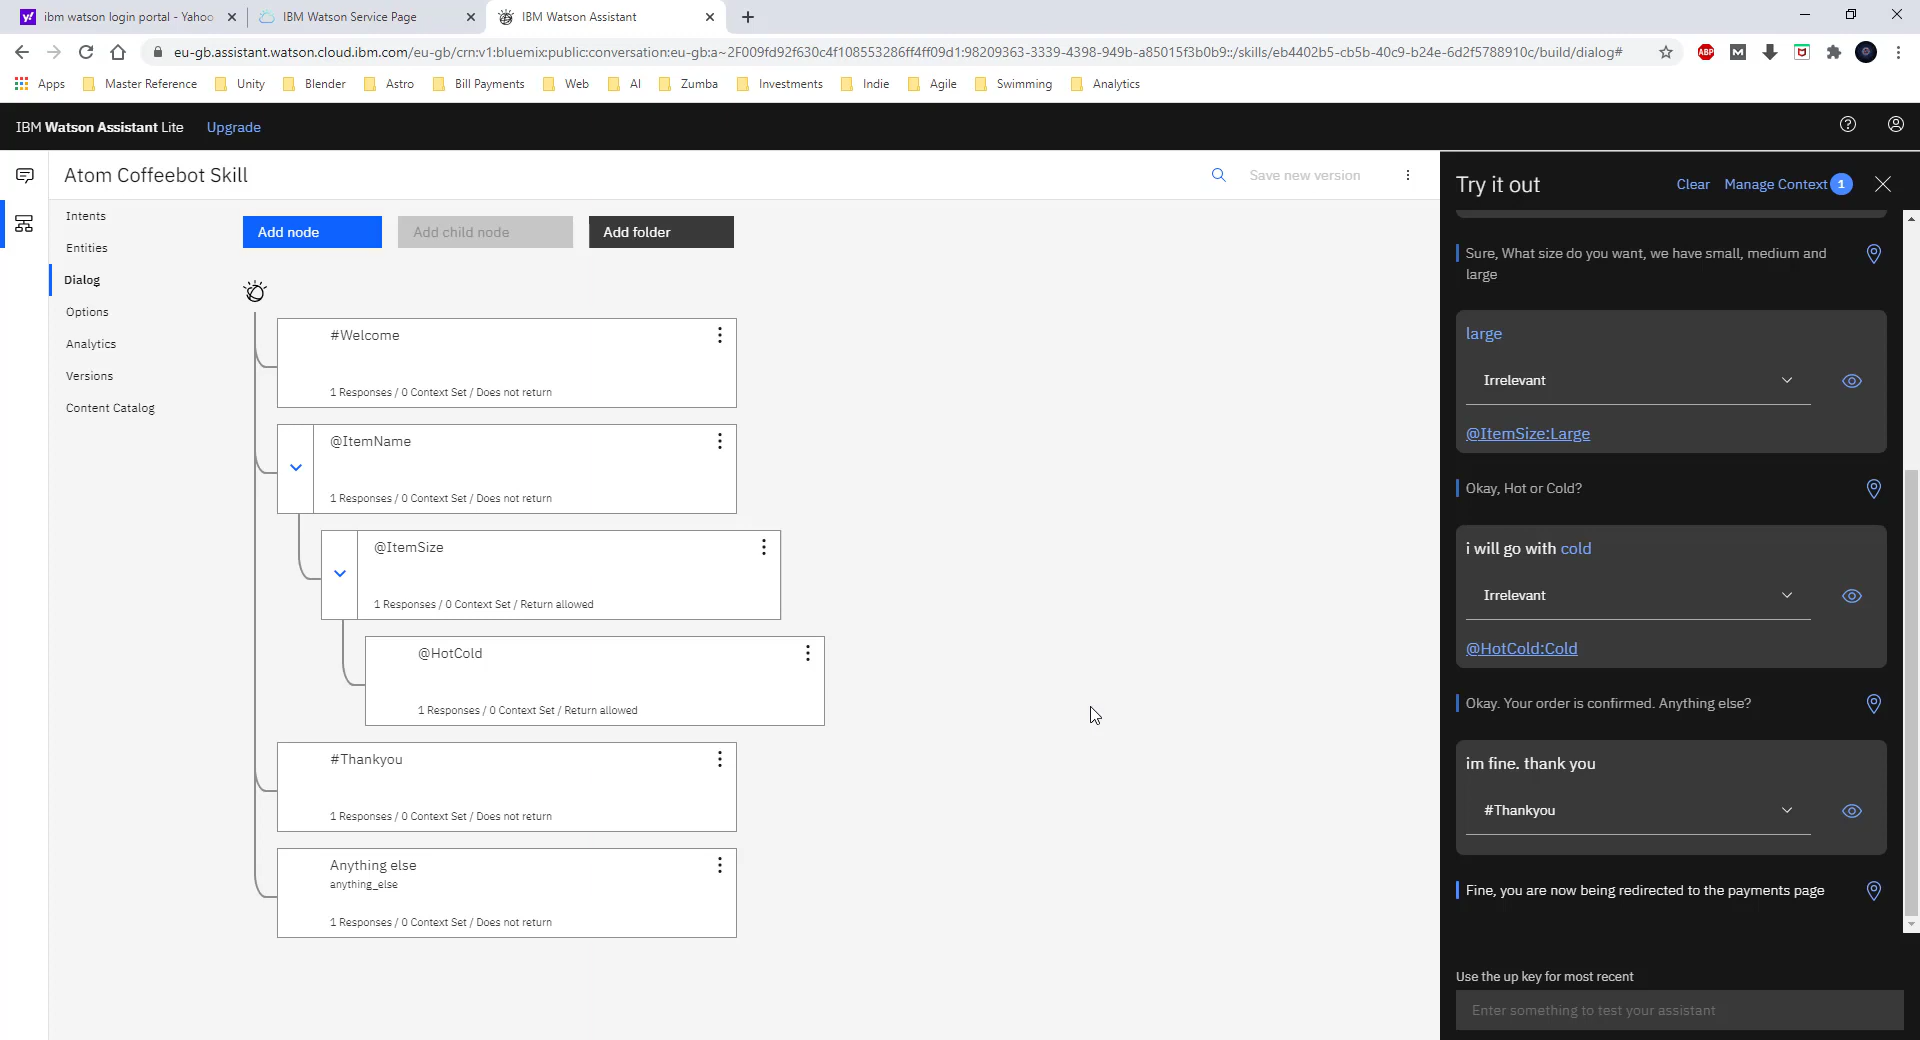 ibm watson login portal - Yahoo
IBM Watson Service Page
IBM Watson Assistant
eu-gb.assistant.watson.cloud.ibm.com/eu-gb/crn:v1:bluemix:public:conversation:eu-gb:a~2F009fd92f630c4f108553286ff4ff09d1:98209363-3339-4398-949b-a85015f3b0b9::/skills/eb4402b5-cb5b-40c9-b24e-6d2f5788910c/build/dialog#
ABP
M
Apps
Master Reference
Unity
Blender
Astro
Bill Payments
Web
AI
Zumba
Investments
Indie
Agile
Swimming
Analytics
IBM Watson Assistant Lite
Upgrade
Atom Coffeebot Skill
Save new version
Intents
Entities
Dialog
Options
Analytics
Versions
Content Catalog
Add node
Add child node
Add folder
#Welcome
1 Responses / 0 Context Set / Does not return
@ItemName
1 Responses / 0 Context Set / Does not return
@ItemSize
1 Responses / 0 Context Set / Return allowed
@HotCold
1 Responses / 0 Context Set / Return allowed
#Thankyou
1 Responses / 0 Context Set / Does not return
Anything else
anything_else
1 Responses / 0 Context Set / Does not return
Try it out
Clear
Manage Context 1
Sure, What size do you want, we have small, medium and
large
large
Irrelevant
@ItemSize:Large
Okay, Hot or Cold?
i will go with cold
Irrelevant
@HotCold:Cold
Okay. Your order is confirmed. Anything else?
im fine. thank you
#Thankyou
Fine, you are now being redirected to the payments page
Use the up key for most recent
Enter something to test your assistant